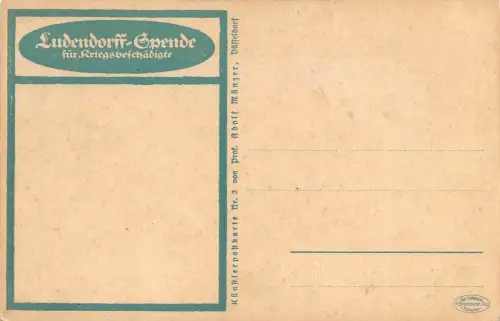 Ludendorff-Spende
für Kriegsbeschädigte
Künstlerpostkarte Nr. 3 von Prof. Adolf Münzer, Düsseldorf